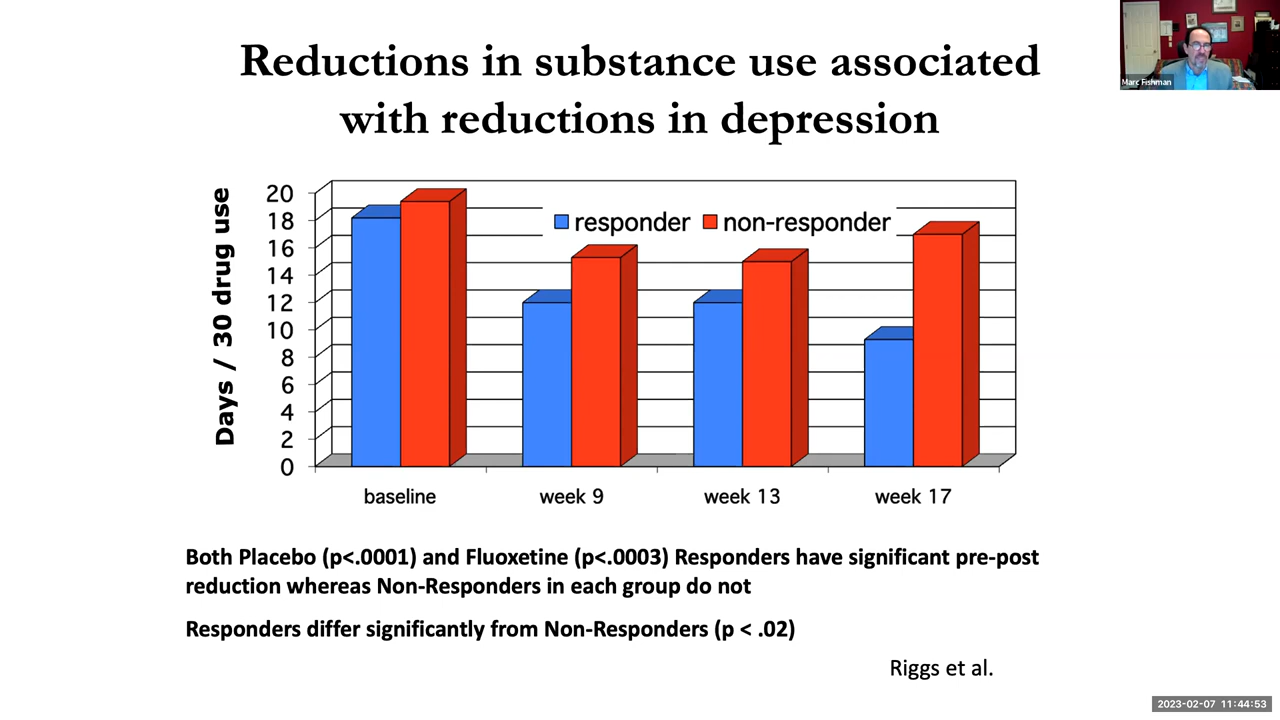 Reductions in substance use associated
with reductions in depression
Marc Fishman
Days / 30 drug use
20
18
16
14
12
10
8
6
4
2
0
responder non-responder
baseline week 9 week 13 week 17
Both Placebo (p<.0001) and Fluoxetine (p<.0003) Responders have significant pre-post
reduction whereas Non-Responders in each group do not
Responders differ significantly from Non-Responders (p < .02)
Riggs et al.
2023-02-07 11:44:53